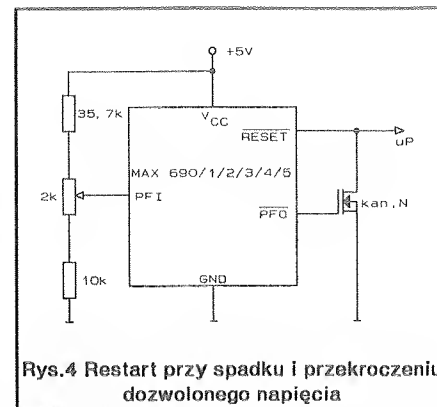 +5V
35,7k
VCC
RESET
uP
MAX 690/1/2/3/4/5
2k
PFI
PFO
kan.N
10k
GND
Rys.4 Restart przy spadku i przekroczeniu
dozwolonego napięcia